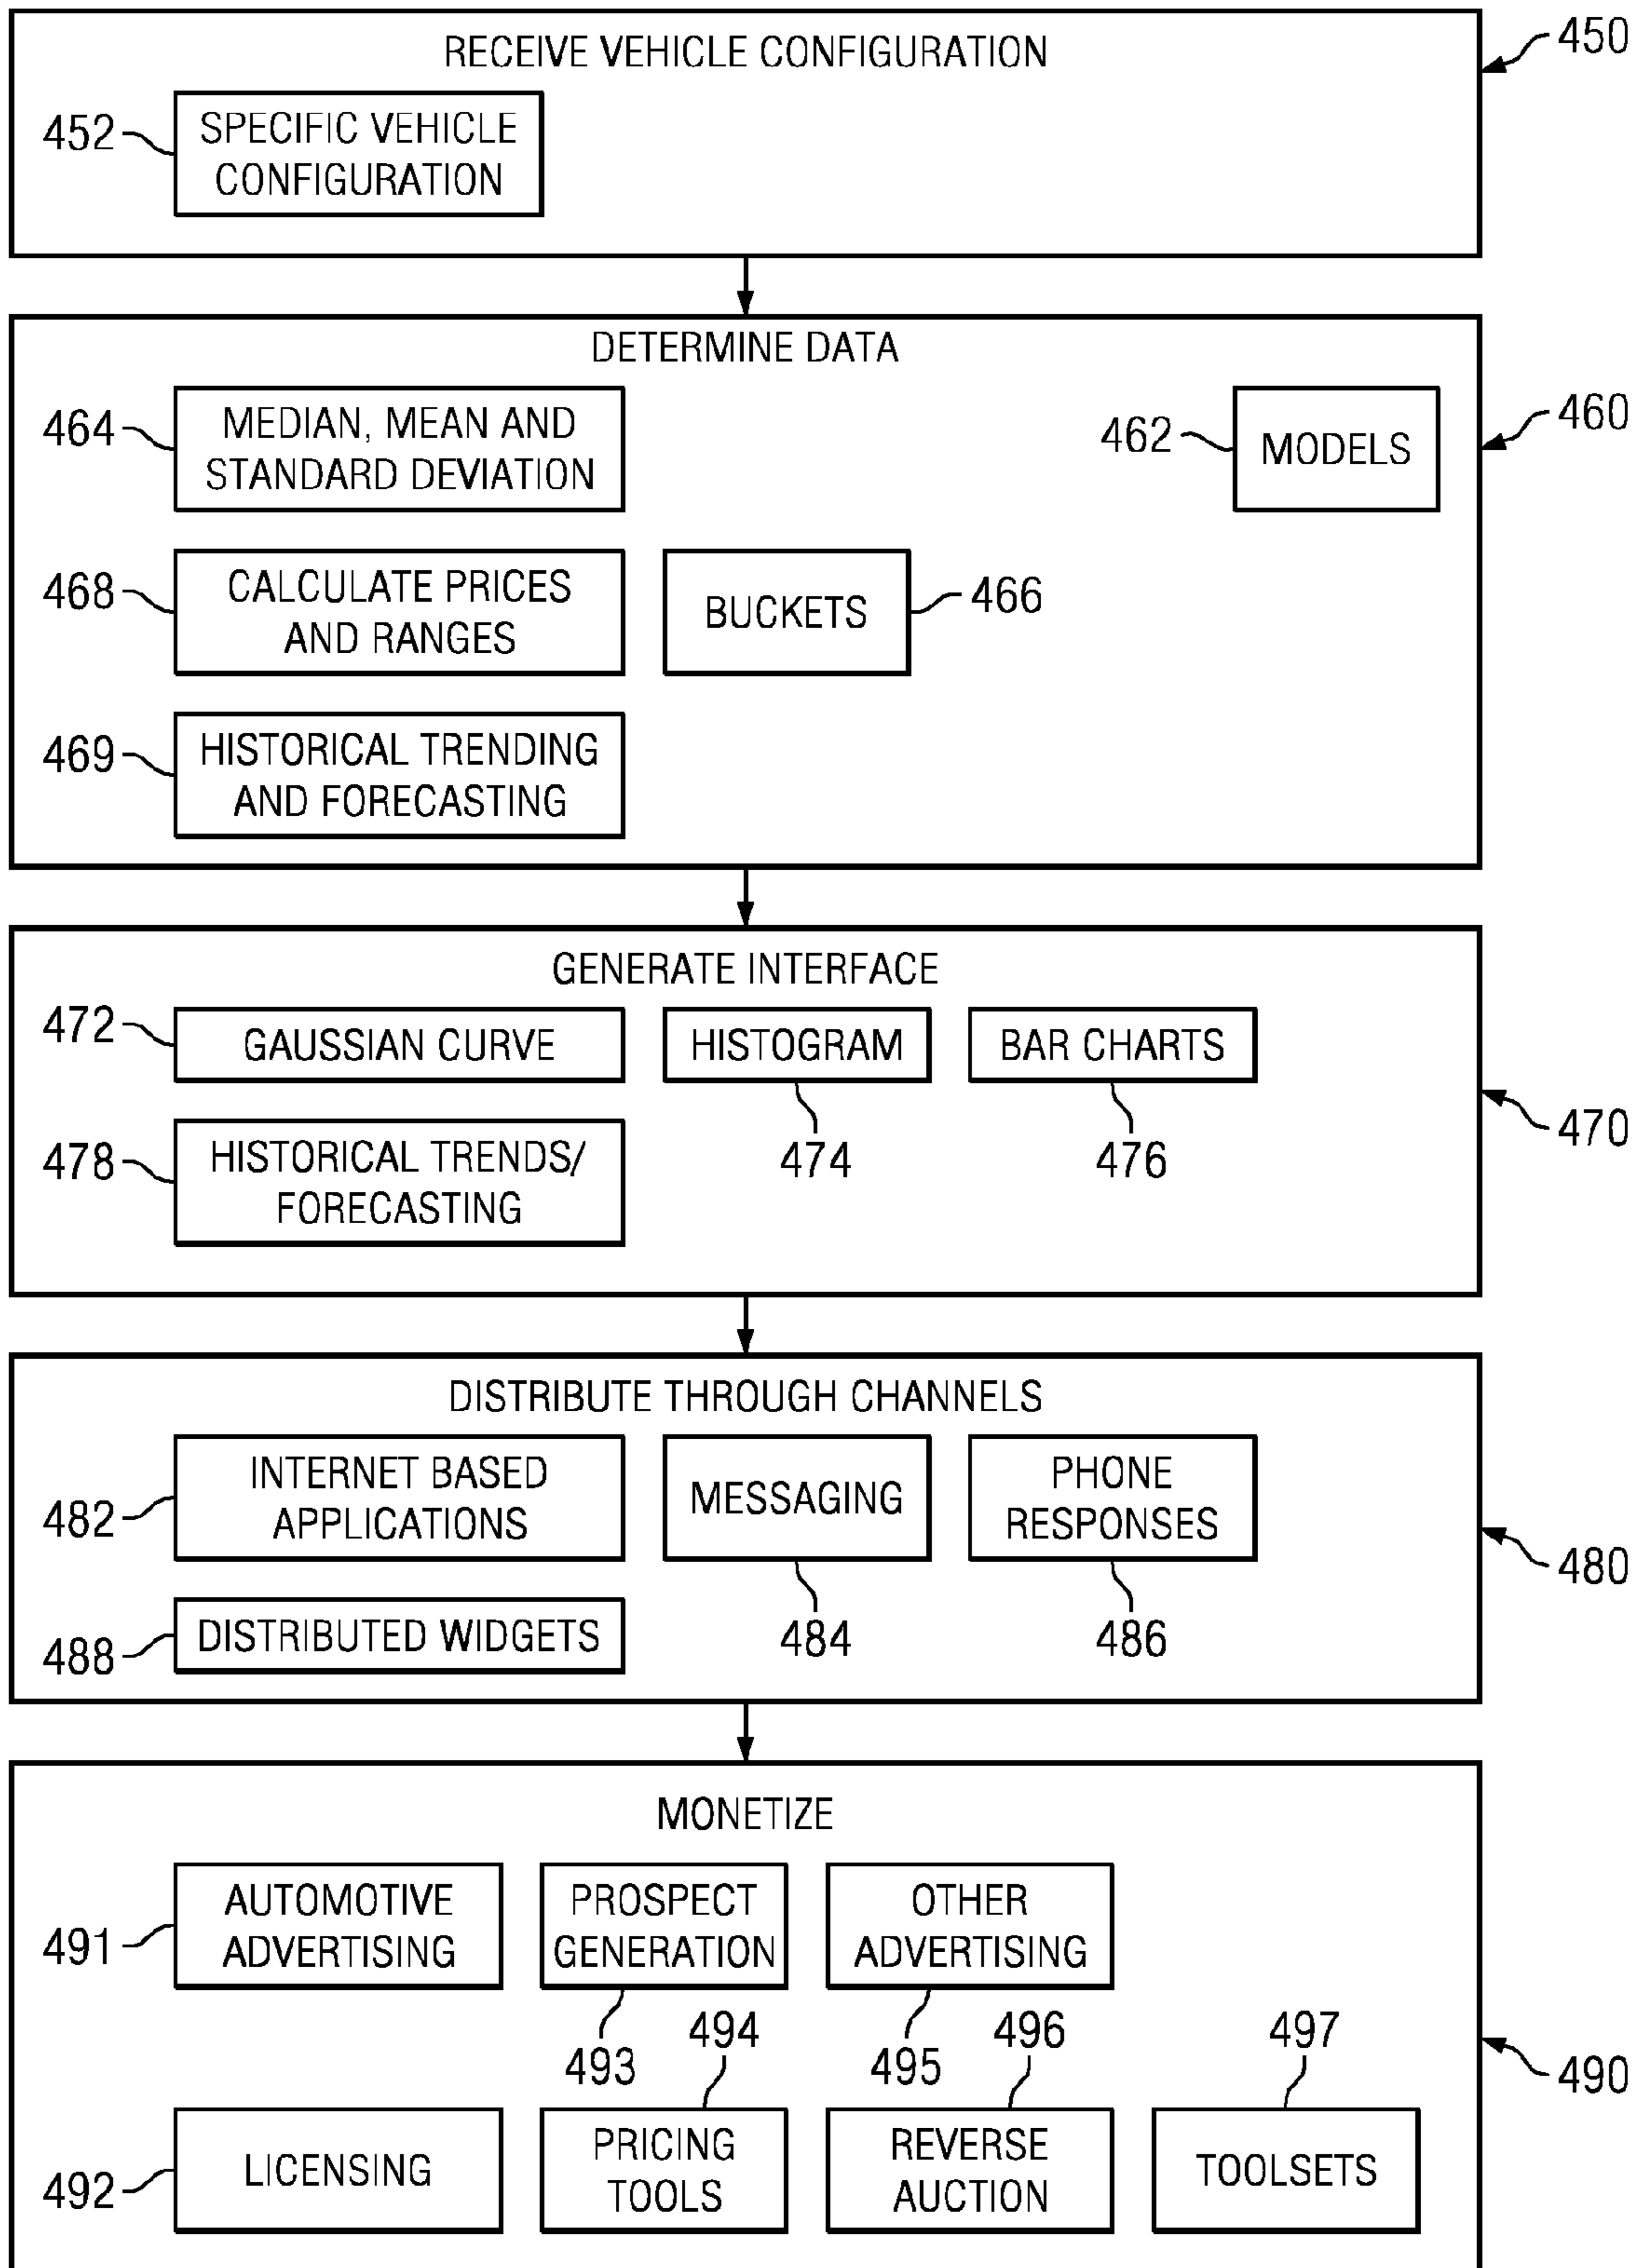 RECEIVE VEHICLE CONFIGURATION
450
452
SPECIFIC VEHICLE
CONFIGURATION
DETERMINE DATA
464
MEDIAN, MEAN AND
STANDARD DEVIATION
462
MODELS
460
468
CALCULATE PRICES
AND RANGES
BUCKETS
466
469
HISTORICAL TRENDING
AND FORECASTING
GENERATE INTERFACE
472
GAUSSIAN CURVE
HISTOGRAM
BAR CHARTS
474
476
470
478
HISTORICAL TRENDS/
FORECASTING
DISTRIBUTE THROUGH CHANNELS
482
INTERNET BASED
APPLICATIONS
MESSAGING
PHONE
RESPONSES
480
484
486
488
DISTRIBUTED WIDGETS
MONETIZE
491
AUTOMOTIVE
ADVERTISING
PROSPECT
GENERATION
OTHER
ADVERTISING
493
494
495
496
497
490
492
LICENSING
PRICING
TOOLS
REVERSE
AUCTION
TOOLSETS